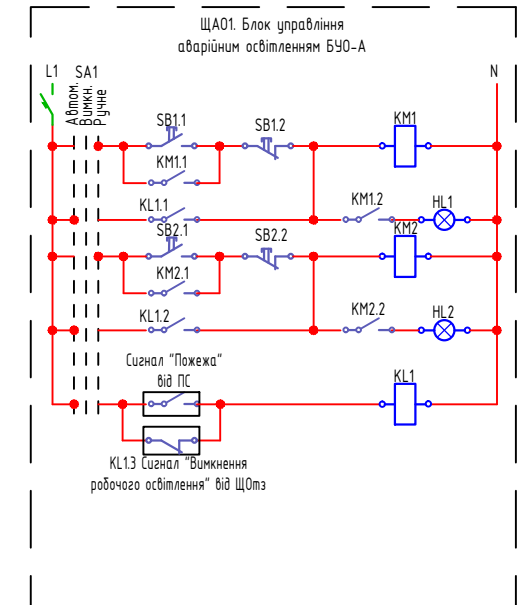 ЩАО1. Блок управління
аварійним освітленням БУО-А
L1 SA1 N
Автом.
Вимкн.
Ручне
SB1.1 SB1.2 KM1
KM1.1
KL1.1 KM1.2 HL1
SB2.1 SB2.2 KM2
KM2.1
KL1.2 KM2.2 HL2
Сигнал "Пожежа"
від ПС
KL1
KL1.3 Сигнал "Вимкнення
робочого освітлення" від ЩОтз